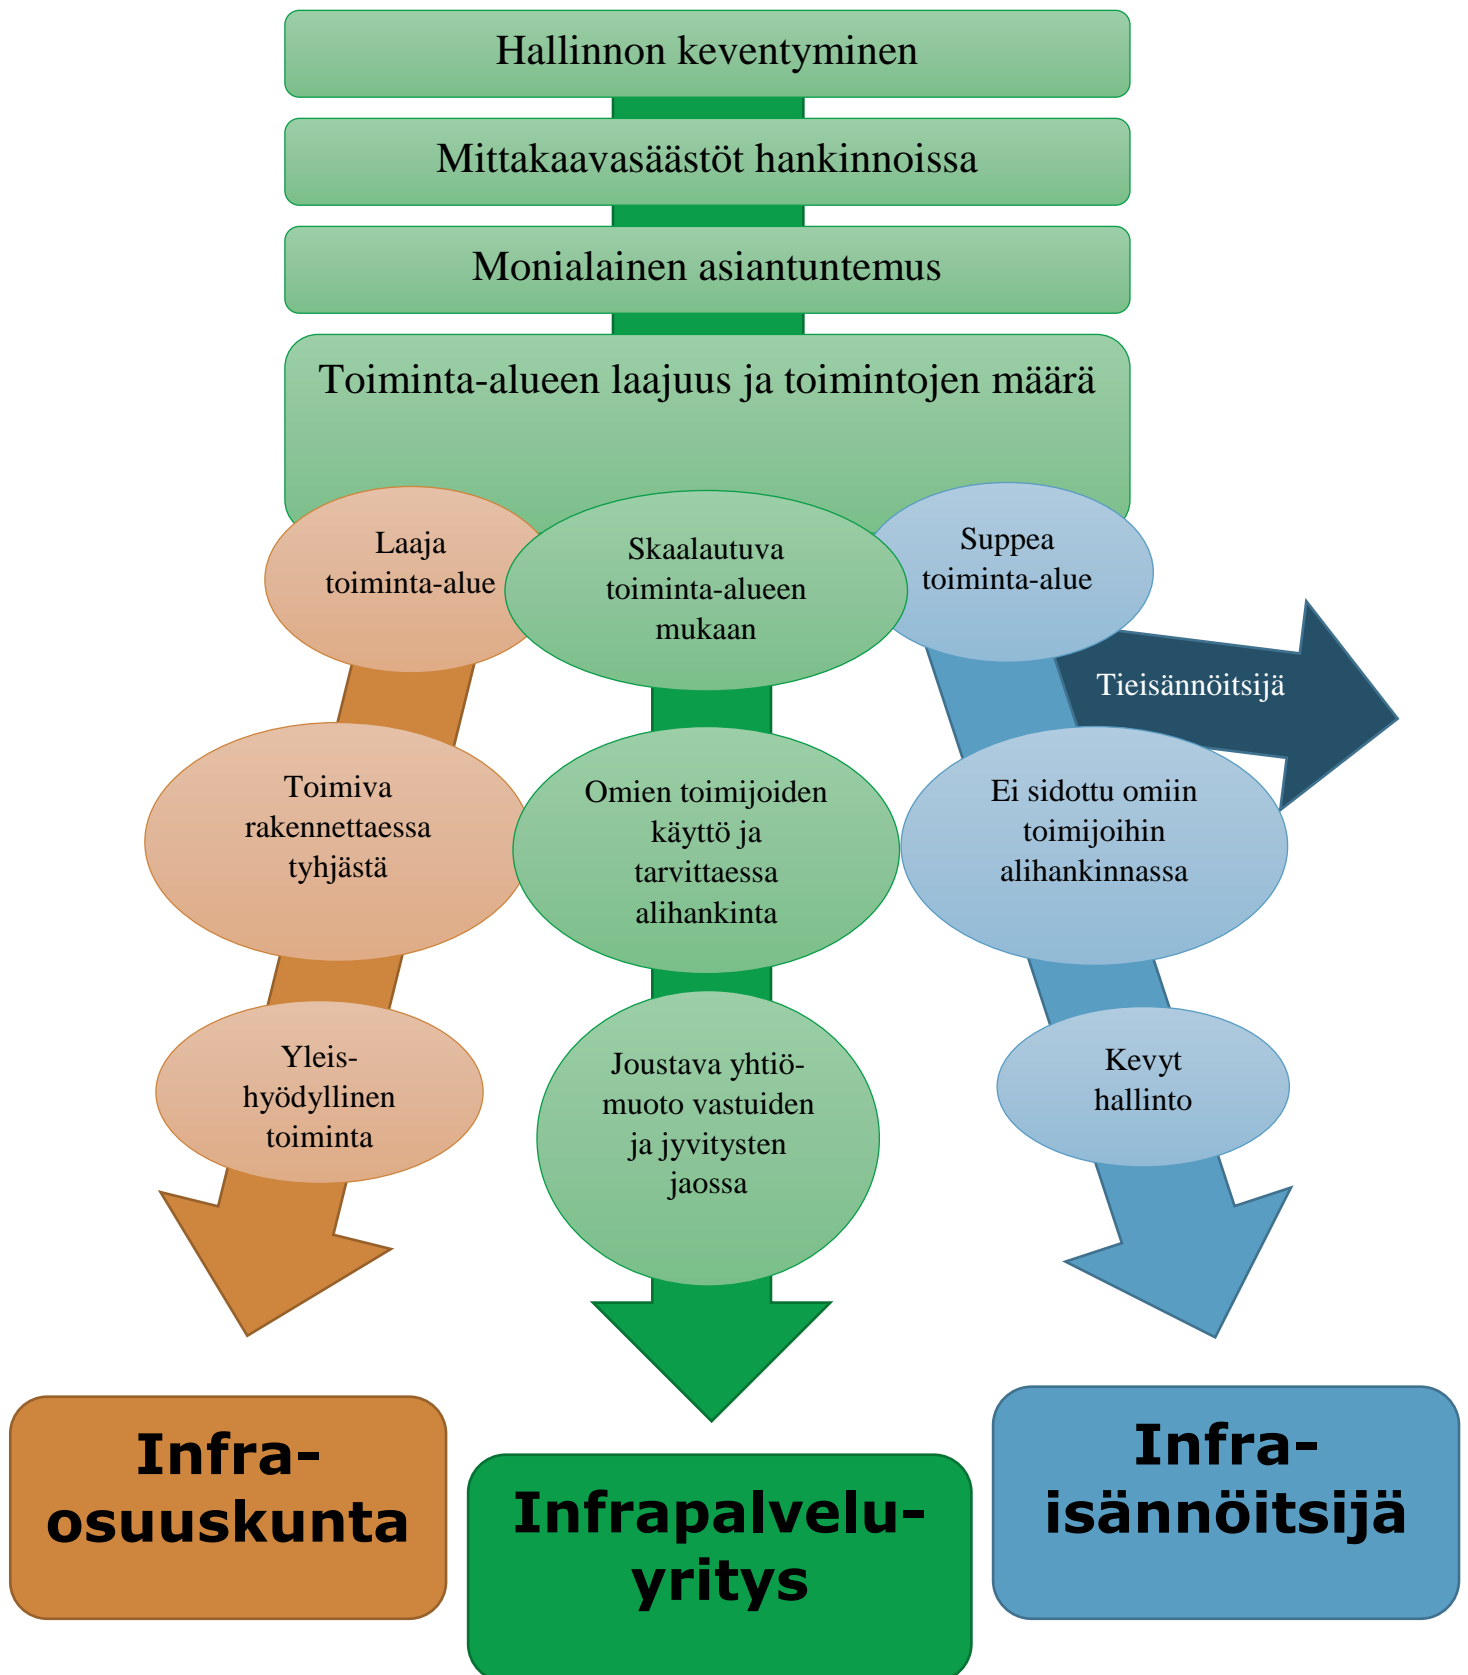 Hallinnon keventyminen
Mittakaavasäästöt hankinnoissa
Monialainen asiantuntemus
Toiminta-alueen laajuus ja toimintojen määrä
Laaja
toiminta-alue
Skaalautuva
toiminta-alueen
mukaan
Suppea
toiminta-alue
Tieisännöitsijä
Toimiva
rakennettaessa
tyhjästä
Omien toimijoiden
käyttö ja
tarvittaessa
alihankinta
Ei sidottu omiin
toimijoihin
alihankinnassa
Yleis-
hyödyllinen
toiminta
Joustava yhtiö-
muoto vastuiden
ja jyvitysten
jaossa
Kevyt
hallinto
Infra-
osuuskunta
Infrapalvelu-
yritys
Infra-
isännöitsijä